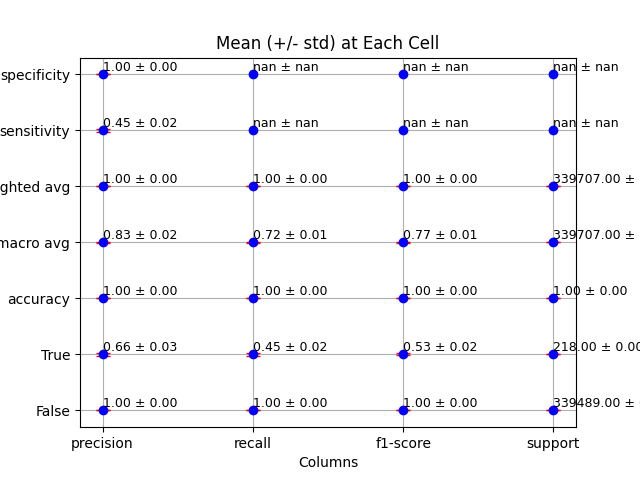 Mean (+/- std) at Each Cell
specificity 1.00 ± 0.00 nan ± nan nan ± nan nan ± nan
sensitivity 0.45 ± 0.02 nan ± nan nan ± nan nan ± nan
ghted avg 1.00 ± 0.00 1.00 ± 0.00 1.00 ± 0.00 339707.00 ±
macro avg 0.83 ± 0.02 0.72 ± 0.01 0.77 ± 0.01 339707.00 ±
accuracy 1.00 ± 0.00 1.00 ± 0.00 1.00 ± 0.00 1.00 ± 0.00
True 0.66 ± 0.03 0.45 ± 0.02 0.53 ± 0.02 218.00 ± 0.00
False 1.00 ± 0.00 1.00 ± 0.00 1.00 ± 0.00 339489.00 ±
precision recall f1-score support
Columns